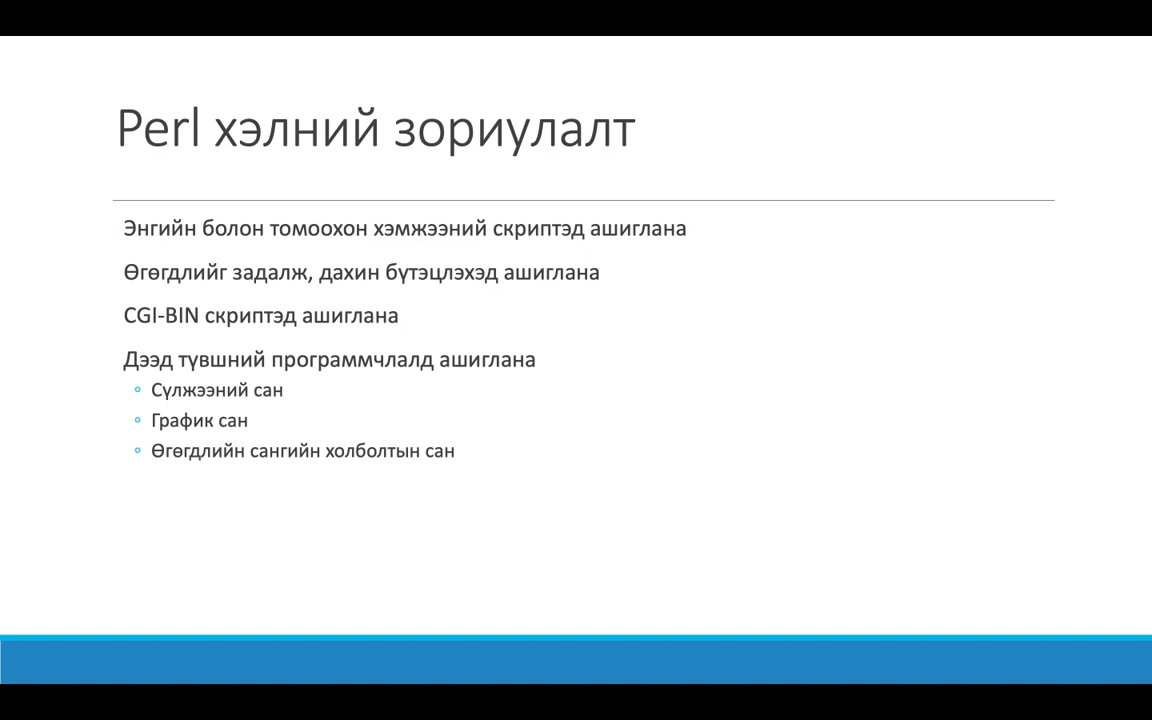 Perl хэлний зориулалт
Энгийн болон томоохон хэмжээний скриптэд ашиглана
Өгөгдлийг задалж, дахин бүтэцлэхэд ашиглана
CGI-BIN скриптэд ашиглана
Дээд түвшний программчлалд ашиглана
Сүлжээний сан
График сан
Өгөгдлийн сангийн холболтын сан